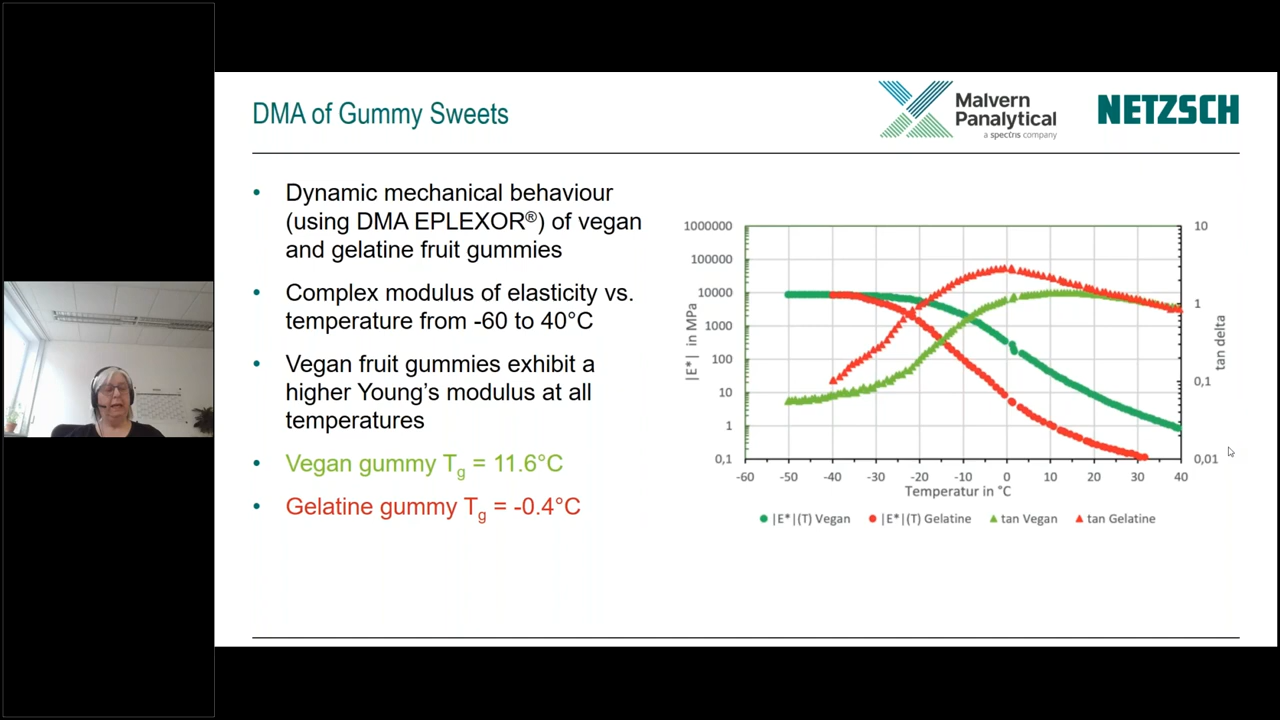 DMA of Gummy Sweets
Malvern
Panalytical
a spectris company
NETZSCH
• Dynamic mechanical behaviour
(using DMA EPLEXOR®) of vegan
and gelatine fruit gummies
• Complex modulus of elasticity vs.
temperature from -60 to 40°C
• Vegan fruit gummies exhibit a
higher Young's modulus at all
temperatures
• Vegan gummy Tg = 11.6°C
• Gelatine gummy Tg = -0.4°C
|E*| in MPa
1000000
100000
10000
1000
100
10
1
0,1
10
1
0,1
0,01
tan delta
-60 -50 -40 -30 -20 -10 0 10 20 30 40
Temperatur in °C
|E*|(T) Vegan |E*|(T) Gelatine tan Vegan tan Gelatine